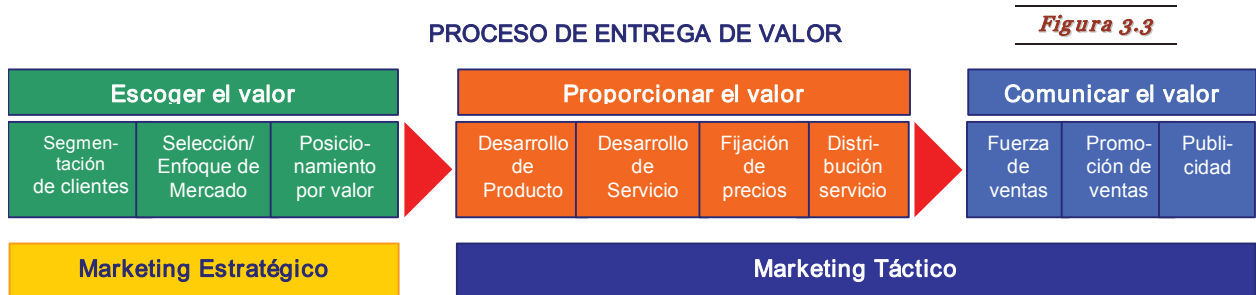 PROCESO DE ENTREGA DE VALOR
Figura 3.3
Escoger el valor
Segmen-
tación
de clientes
Selección/
Enfoque de
Mercado
Posicio-
namiento
por valor
Proporcionar el valor
Desarrollo
de
Producto
Desarrollo
de
Servicio
Fijación
de
precios
Distri-
bución
servicio
Comunicar el valor
Fuerza
de
ventas
Promo-
ción de
ventas
Publi-
cidad
Marketing Estratégico
Marketing Táctico